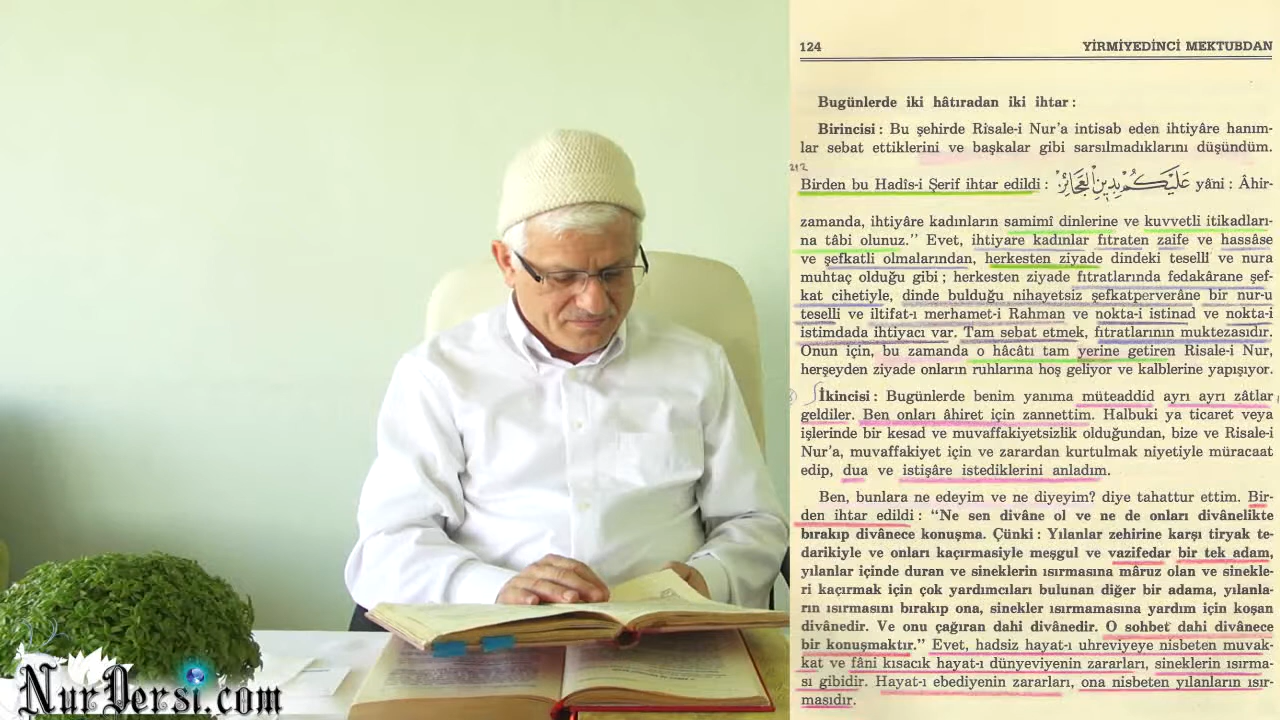 124 YİRMİYEDİNCİ MEKTUBDAN
Bugünlerde iki hâtıradan iki ihtar :
Birincisi : Bu şehirde Risale-i Nur'a intisab eden ihtiyâre hanım-
lar sebat ettiklerini ve başkalar gibi sarsılmadıklarını düşündüm.
212
Birden bu Hadîs-i Şerif ihtar edildi : عَلَيْكُمْ بِدِينِ الْعَجَائِزِ yâni : Âhir-
zamanda, ihtiyâre kadınların samimî dinlerine ve kuvvetli itikadları-
na tâbi olunuz.'' Evet, ihtiyare kadınlar fıtraten zaife ve hassâse
ve şefkatli olmalarından, herkesten ziyade dindeki tesellî ve nura
muhtaç olduğu gibi ; herkesten ziyade fıtratlarında fedakârane şef-
kat cihetiyle, dinde bulduğu nihayetsiz şefkatperverâne bir nur-u
teselli ve iltifat-ı merhamet-i Rahman ve nokta-i istinad ve nokta-i
istimdada ihtiyacı var. Tam sebat etmek, fıtratlarının muktezasıdır.
Onun için, bu zamanda o hâcâtı tam yerine getiren Risale-i Nur,
herşeyden ziyade onların ruhlarına hoş geliyor ve kalblerine yapışıyor.
İkincisi : Bugünlerde benim yanıma müteaddid ayrı ayrı zâtlar
geldiler. Ben onları âhiret için zannettim. Halbuki ya ticaret veya
işlerinde bir kesad ve muvaffakiyetsizlik olduğundan, bize ve Risale-i
Nur'a, muvaffakiyet için ve zarardan kurtulmak niyetiyle müracaat
edip, dua ve istişâre istediklerini anladım.
Ben, bunlara ne edeyim ve ne diyeyim? diye tahattur ettim. Bir-
den ihtar edildi : "Ne sen divâne ol ve ne de onları divânelikte
bırakıp divânece konuşma. Çünki : Yılanlar zehirine karşı tiryak te-
darikiyle ve onları kaçırmasiyle meşgul ve vazifedar bir tek adam,
yılanlar içinde duran ve sineklerin ısırmasına mâruz olan ve sinekle-
ri kaçırmak için çok yardımcıları bulunan diğer bir adama, yılanla-
rın ısırmasını bırakıp ona, sinekler ısırmamasına yardım için koşan
divânedir. Ve onu çağıran dahi divânedir. O sohbet dahi divânece
bir konuşmaktır." Evet, hadsiz hayat-ı uhreviyeye nisbeten muvak-
kat ve fâni kısacık hayat-ı dünyeviyenin zararları, sineklerin ısırma-
sı gibidir. Hayat-ı ebediyenin zararları, ona nisbeten yılanların ısır-
masıdır.
NurDersi.com